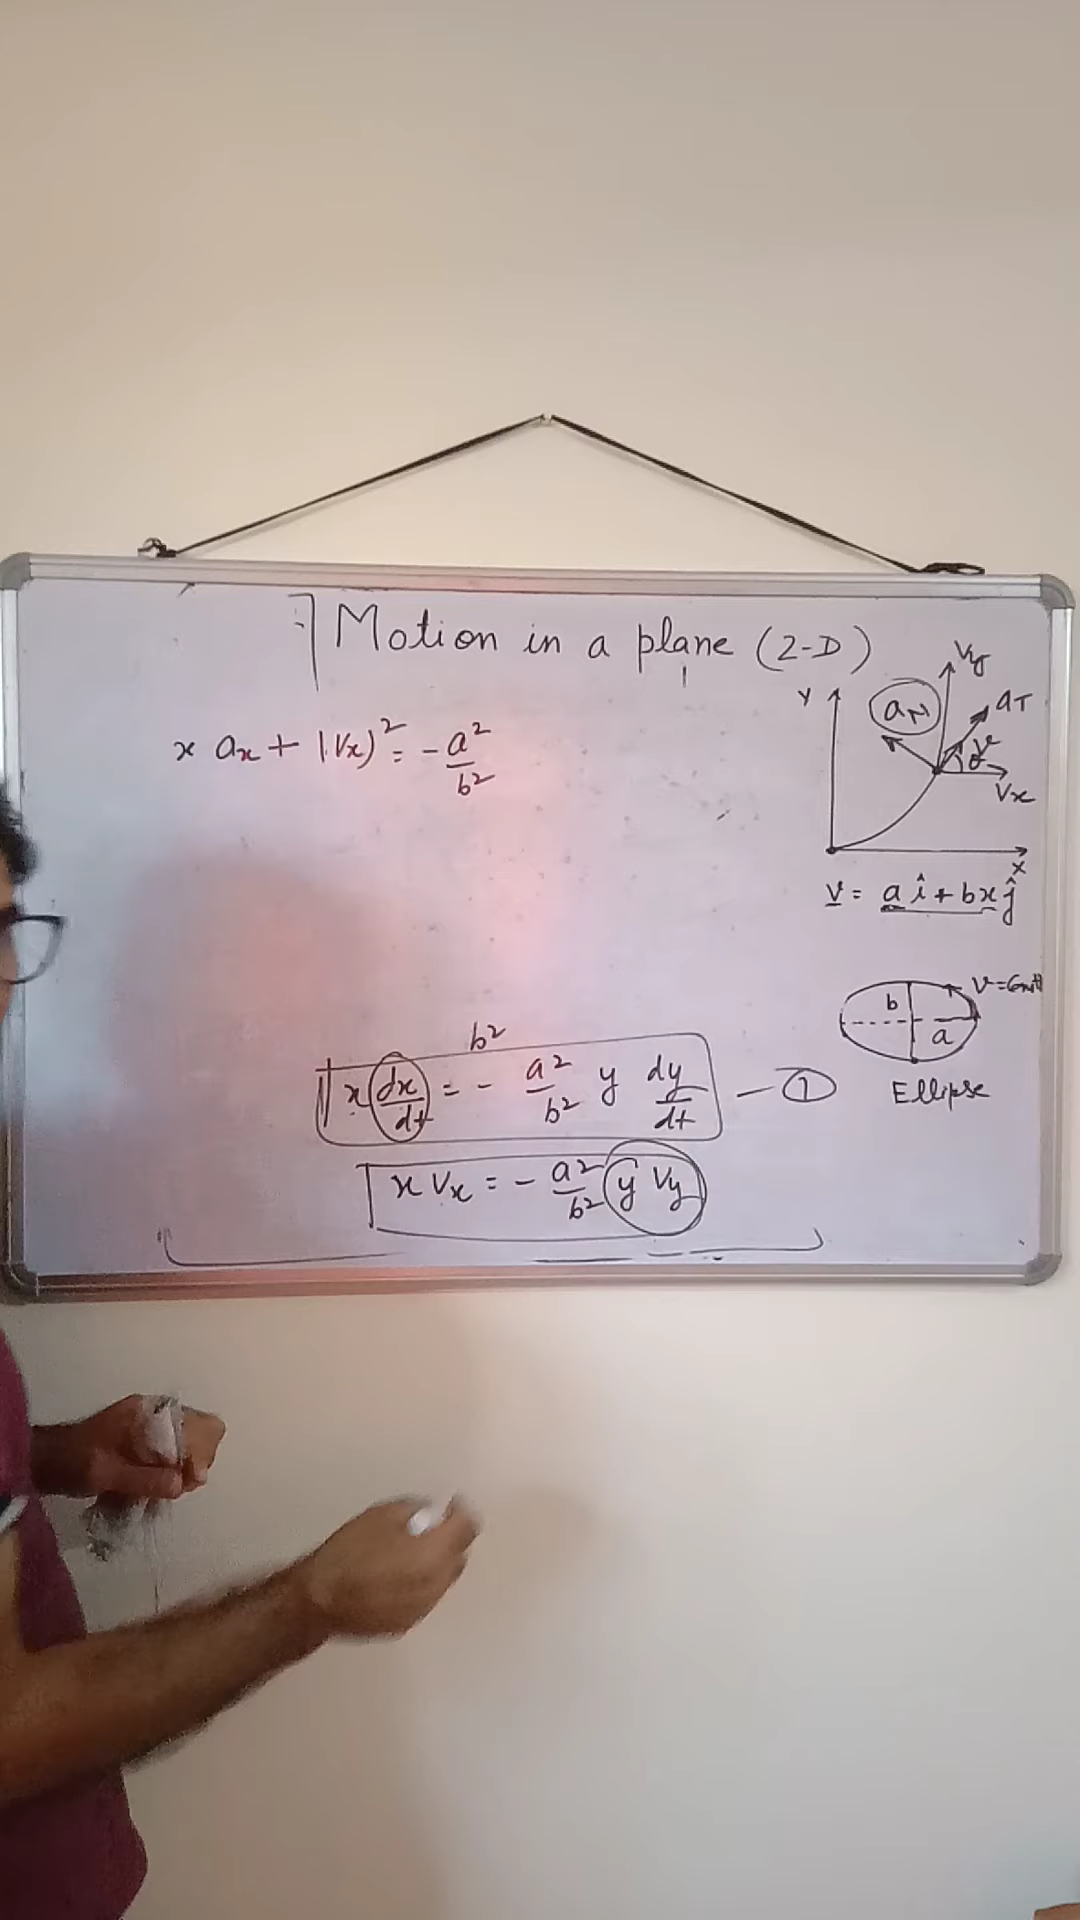 Motion in a plane (2-D)
x aₓ + (Vₓ)² = - a²/b²
b²
x dx/dt = - a²/b² y dy/dt — ①
x Vₓ = - a²/b² y Vy
Vy
Y
aN
aT
V
θ
Vx
X
V = a î + bx ĵ
b
a
Ellipse